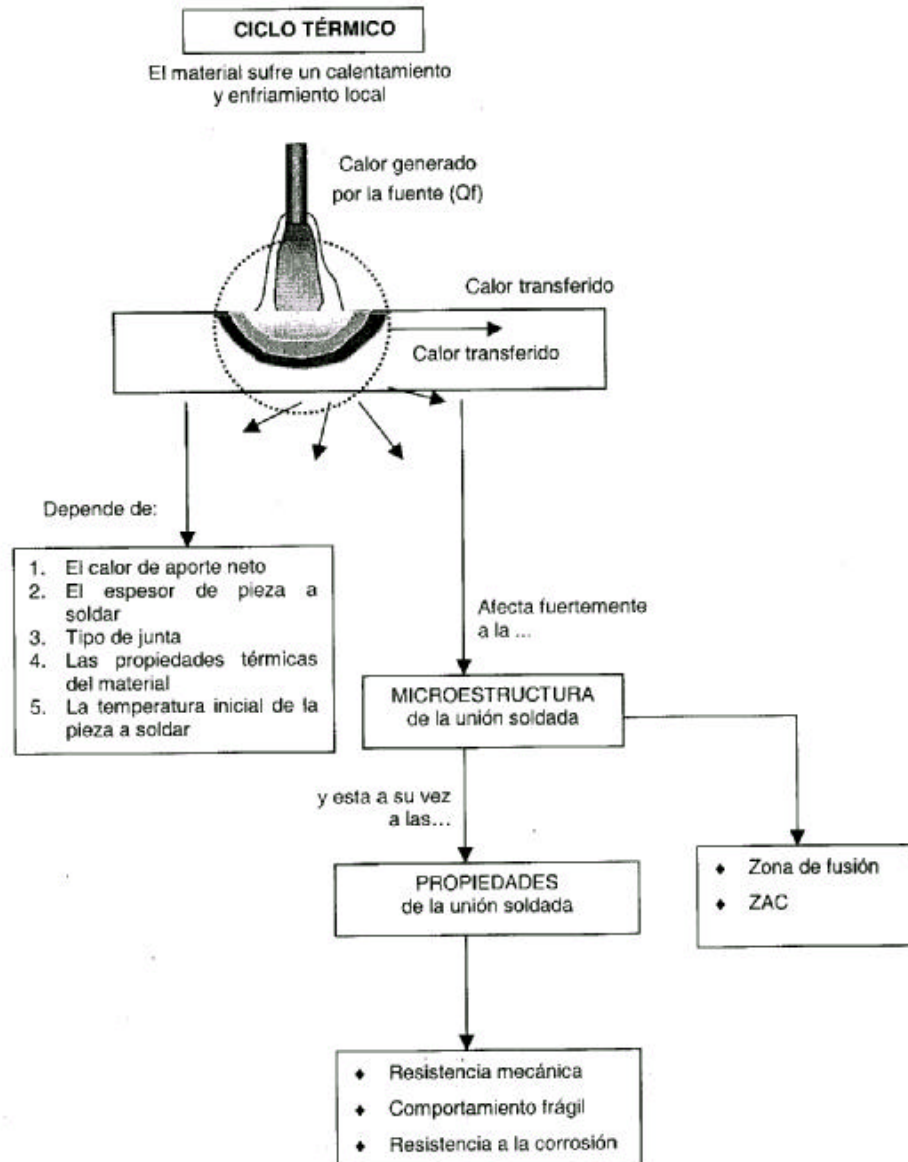 CICLO TÉRMICO
El material sufre un calentamiento
y enfriamiento local
Calor generado
por la fuente (Qf)
Calor transferido
Calor transferido
Depende de:
1. El calor de aporte neto
2. El espesor de pieza a
soldar
3. Tipo de junta
4. Las propiedades térmicas
del material
5. La temperatura inicial de la
pieza a soldar
Afecta fuertemente
a la ...
MICROESTRUCTURA
de la unión soldada
y esta a su vez
a las...
PROPIEDADES
de la unión soldada
♦ Zona de fusión
♦ ZAC
♦ Resistencia mecánica
♦ Comportamiento frágil
♦ Resistencia a la corrosión